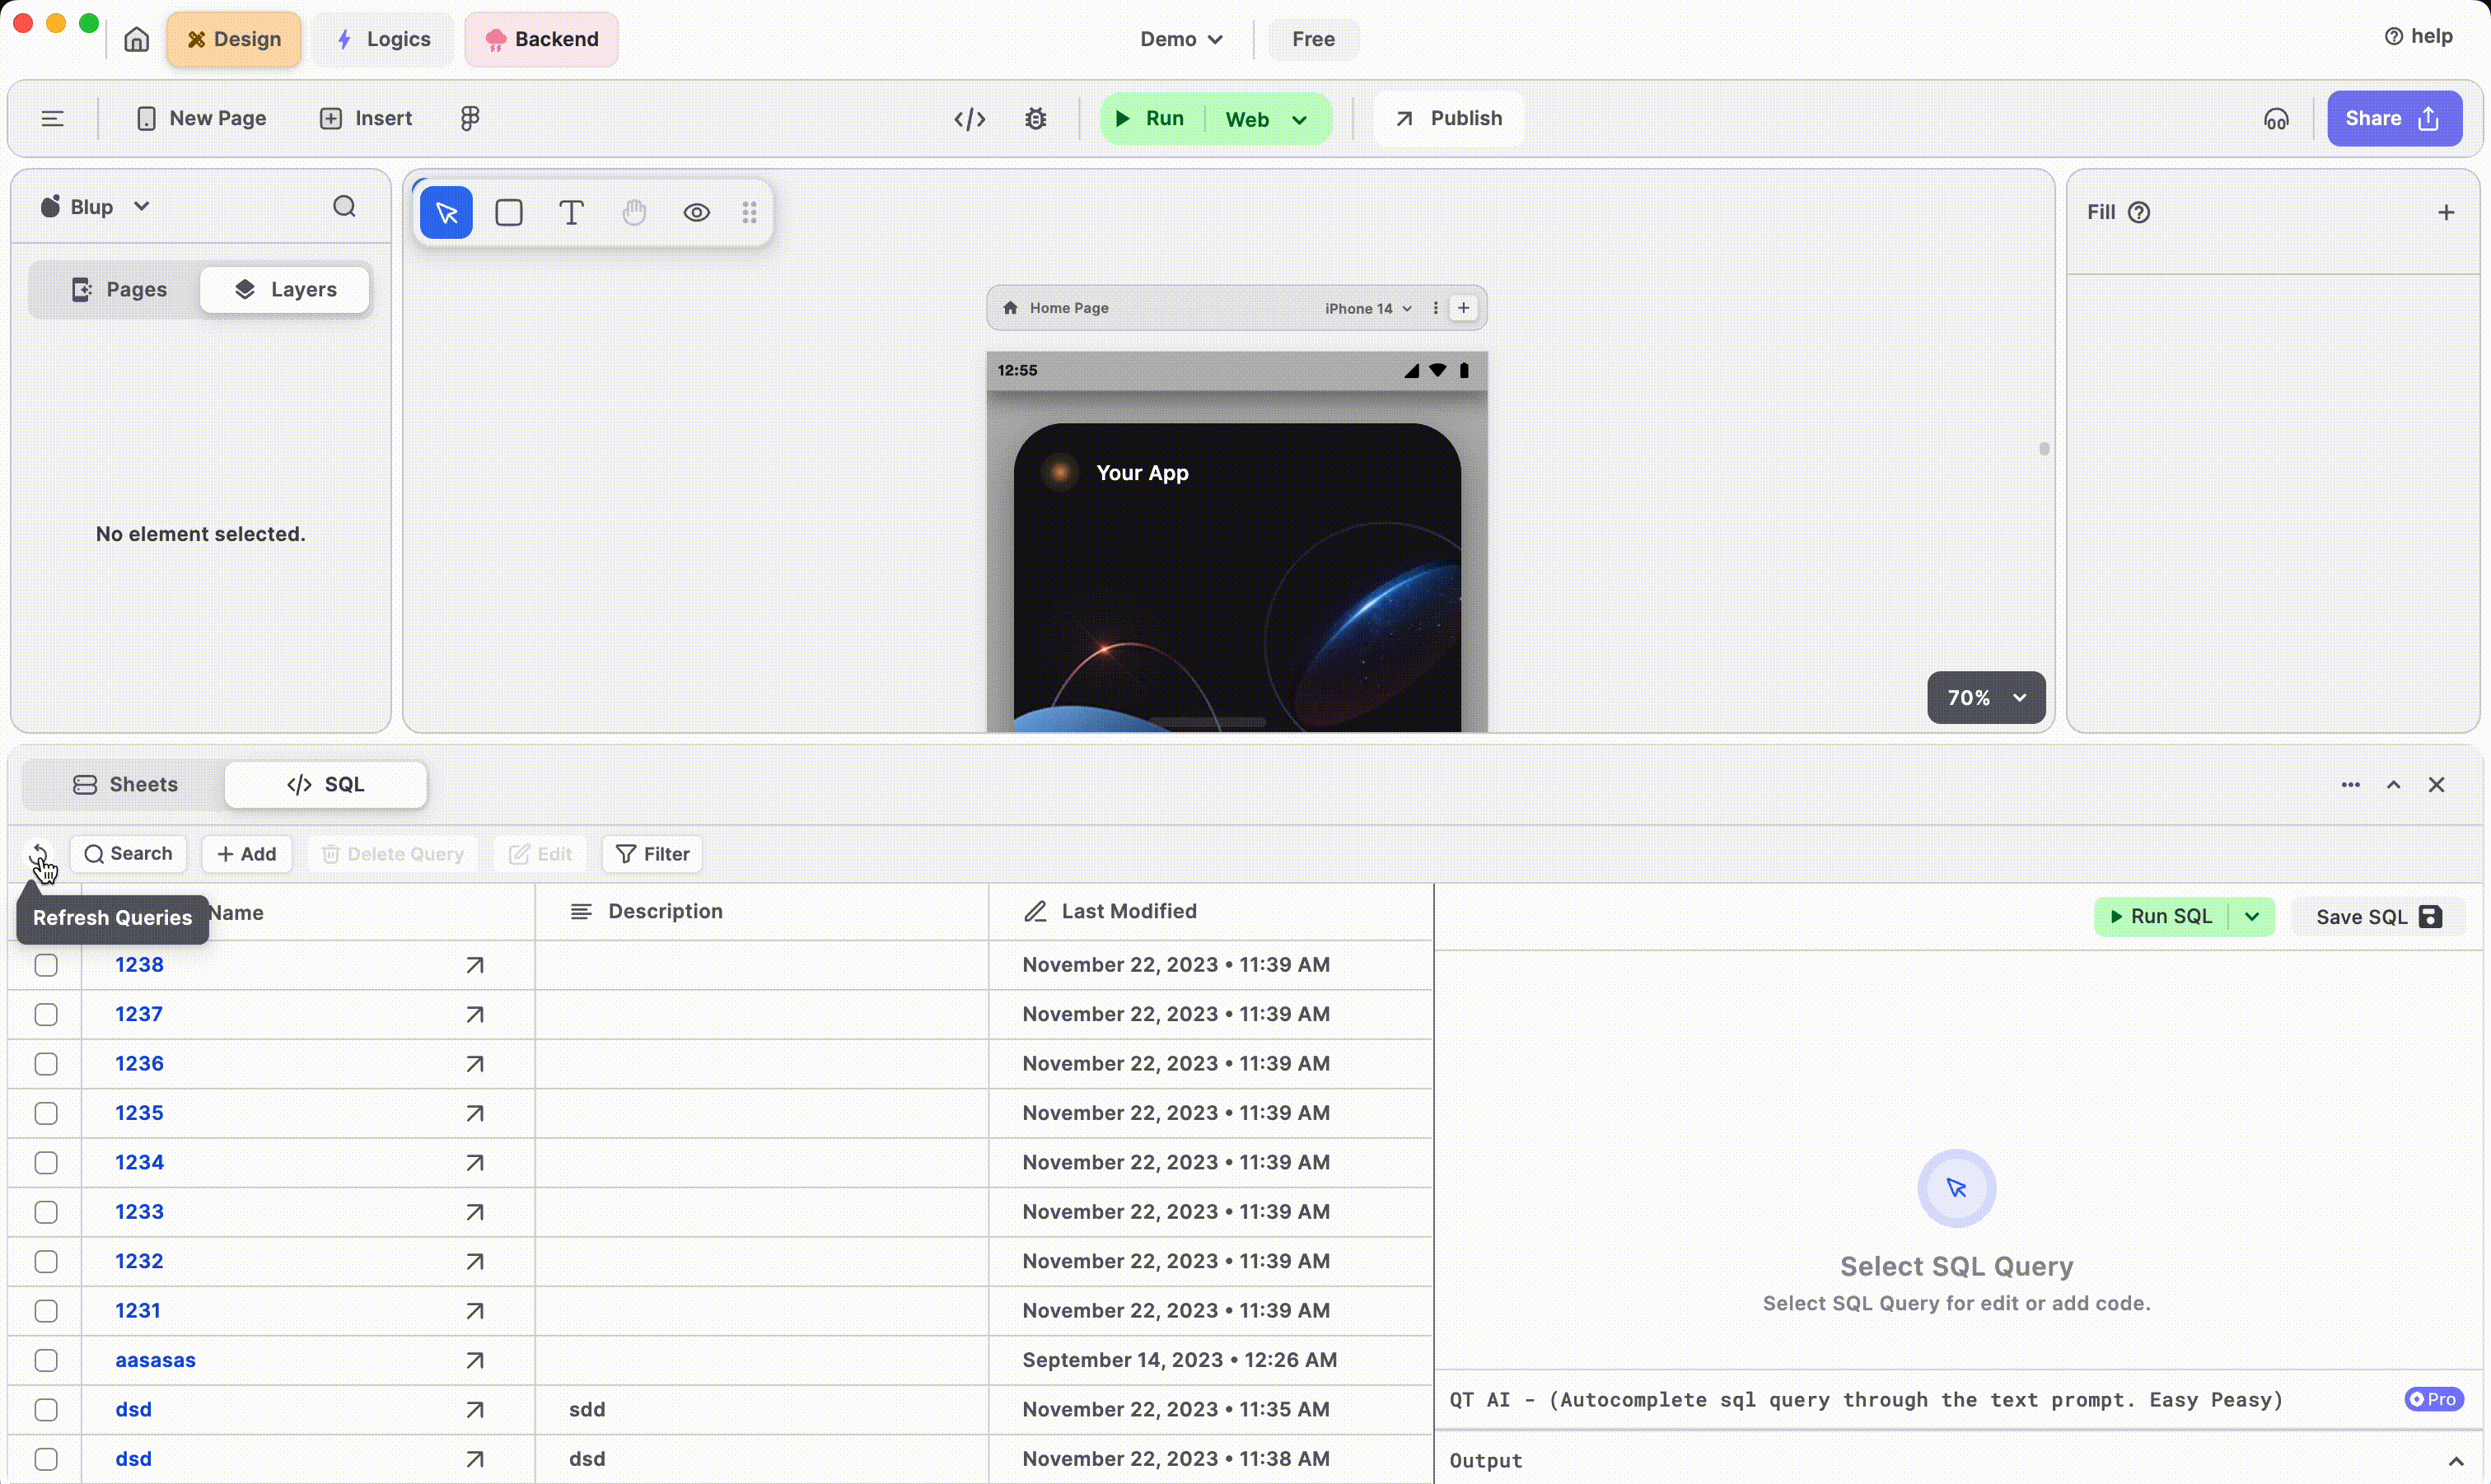 Design Logics Backend Demo Free help
New Page Insert Run Web Publish Share
Blup
Pages Layers
No element selected.
Home Page iPhone 14
12:55
Your App
70%
Fill
Sheets SQL
Search Add Delete Query Edit Filter
Refresh Queries
Name Description Last Modified
Run SQL Save SQL
1238 November 22, 2023 • 11:39 AM
1237 November 22, 2023 • 11:39 AM
1236 November 22, 2023 • 11:39 AM
1235 November 22, 2023 • 11:39 AM
1234 November 22, 2023 • 11:39 AM
1233 November 22, 2023 • 11:39 AM
1232 November 22, 2023 • 11:39 AM
1231 November 22, 2023 • 11:39 AM
aasasas September 14, 2023 • 12:26 AM
dsd sdd November 22, 2023 • 11:35 AM
dsd dsd November 22, 2023 • 11:38 AM
Select SQL Query
Select SQL Query for edit or add code.
QT AI - (Autocomplete sql query through the text prompt. Easy Peasy) Pro
Output